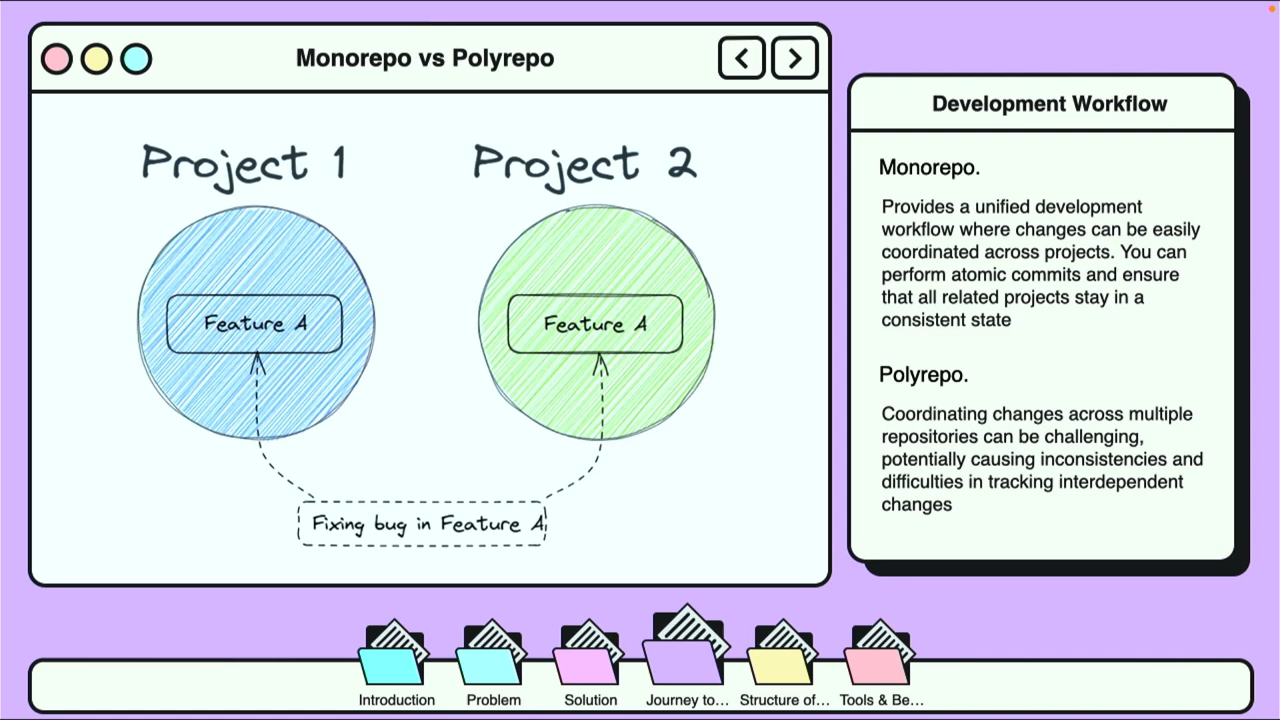 Monorepo vs Polyrepo
Project 1
Project 2
Feature A
Feature A
Fixing bug in Feature A
Development Workflow
Monorepo.
Provides a unified development
workflow where changes can be easily
coordinated across projects. You can
perform atomic commits and ensure
that all related projects stay in a
consistent state
Polyrepo.
Coordinating changes across multiple
repositories can be challenging,
potentially causing inconsistencies and
difficulties in tracking interdependent
changes
Introduction
Problem
Solution
Journey to...
Structure of...
Tools & Be...